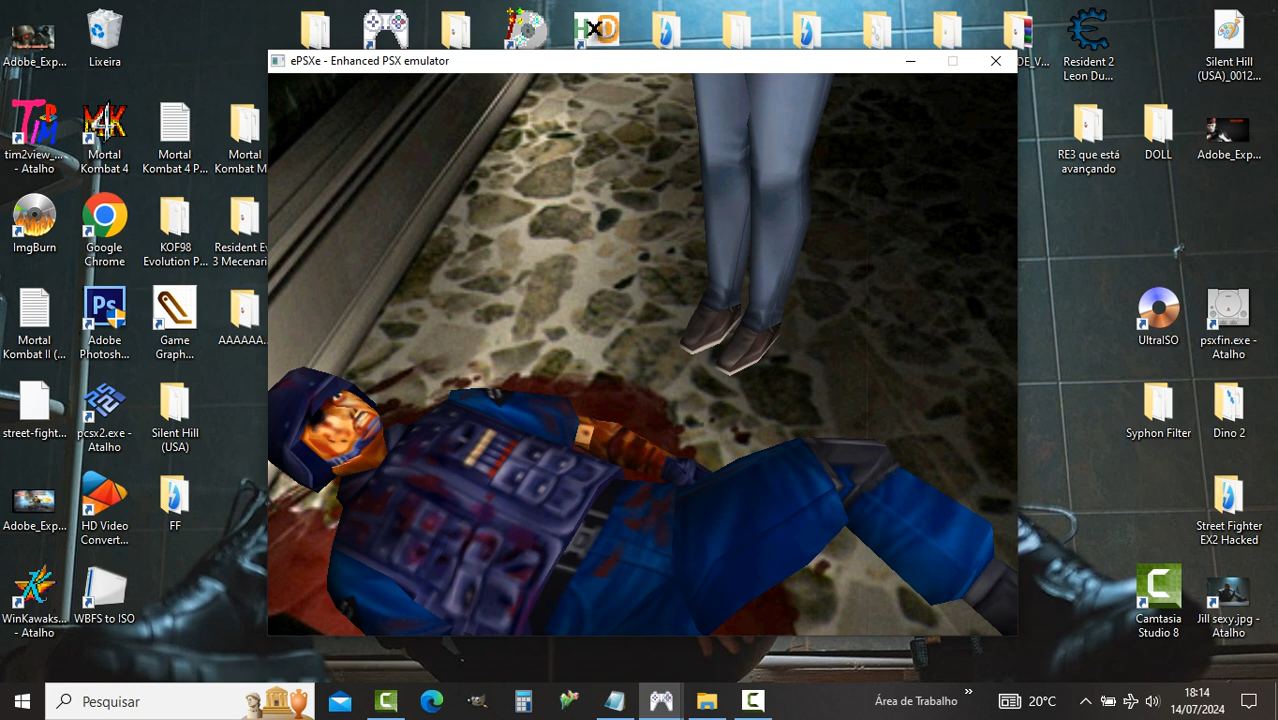 ePSXe - Enhanced PSX emulator
Adobe_Exp...
Lixeira
DE_V...
Resident 2
Leon Du...
Silent Hill
(USA)_0012...
tim2view_...
- Atalho
Mortal
Kombat 4
Mortal
Kombat 4 P...
Mortal
Kombat M
RE3 que está
avançando
DOLL
Adobe_Exp...
ImgBurn
Google
Chrome
KOF98
Evolution P...
Resident Ev
3 Mecenari
Mortal
Kombat II (...
Ps
Adobe
Photosh...
Game
Graph...
AAAAAA...
UltraISO
psxfin.exe -
Atalho
street-fight...
pcsx2.exe -
Atalho
Silent Hill
(USA)
Syphon Filter
Dino 2
Adobe_Exp...
HD Video
Convert...
FF
Street Fighter
EX2 Hacked
WinKawaks
- Atalho
WBFS to ISO
Camtasia
Studio 8
Jill sexy.jpg -
Atalho
Pesquisar
Área de Trabalho
20°C
18:14
14/07/2024